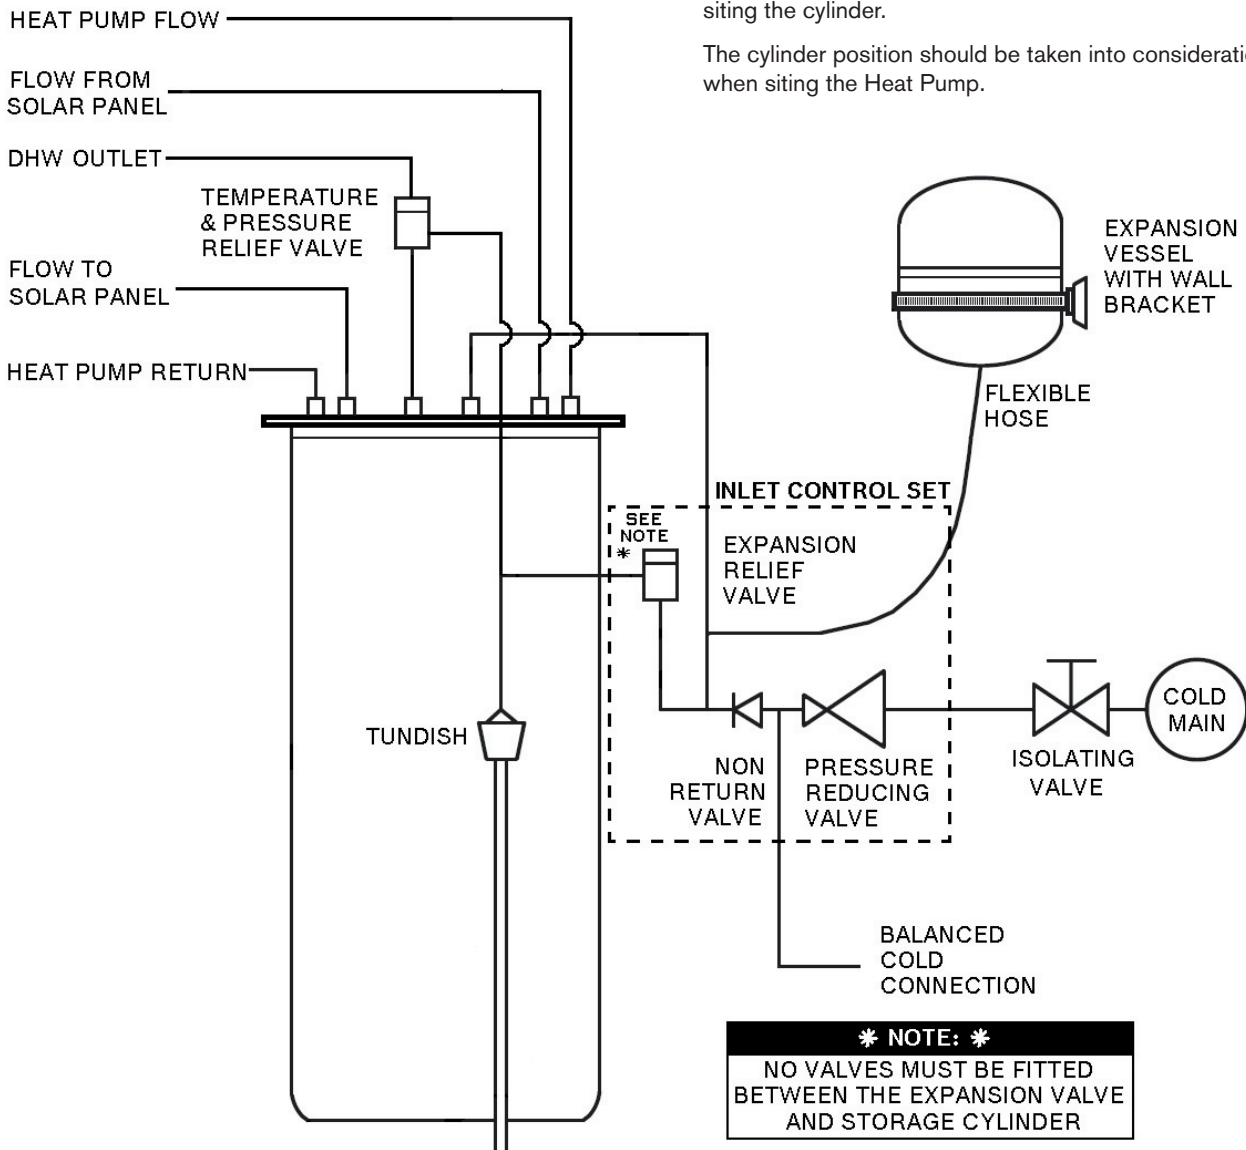 siting the cylinder.
The cylinder position should be taken into consideratio
when siting the Heat Pump.
HEAT PUMP FLOW
FLOW FROM
SOLAR PANEL
DHW OUTLET
TEMPERATURE
& PRESSURE
RELIEF VALVE
FLOW TO
SOLAR PANEL
HEAT PUMP RETURN
EXPANSION
VESSEL
WITH WALL
BRACKET
FLEXIBLE
HOSE
INLET CONTROL SET
SEE
NOTE
*
EXPANSION
RELIEF
VALVE
TUNDISH
NON
RETURN
VALVE
PRESSURE
REDUCING
VALVE
ISOLATING
VALVE
COLD
MAIN
BALANCED
COLD
CONNECTION
* NOTE: *
NO VALVES MUST BE FITTED
BETWEEN THE EXPANSION VALVE
AND STORAGE CYLINDER